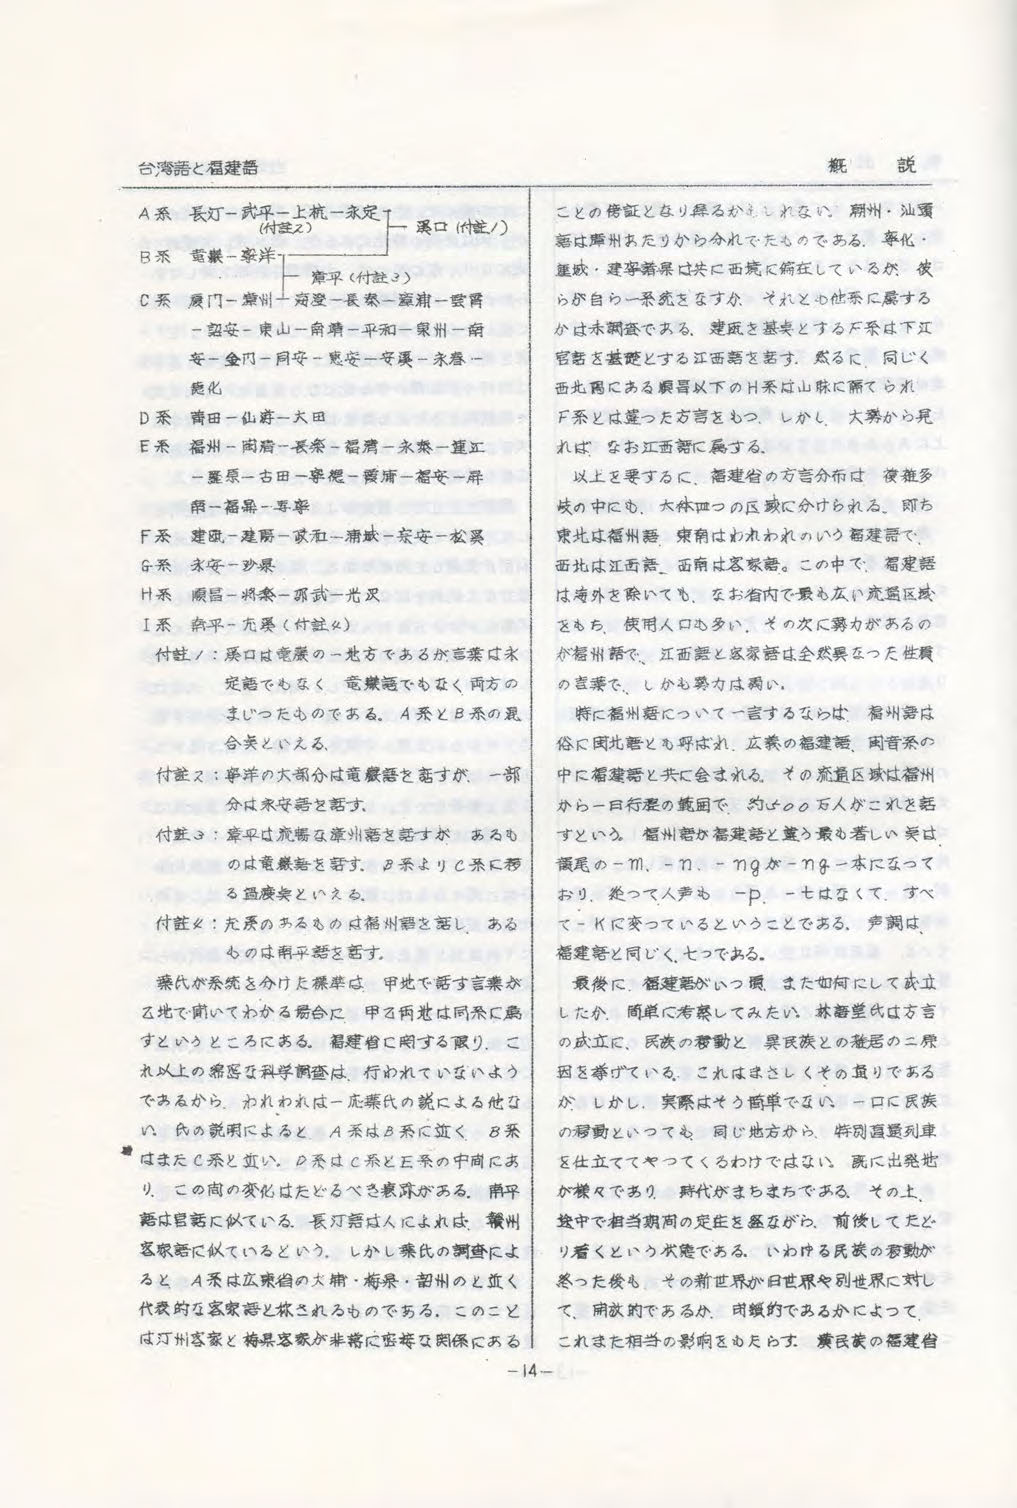 台湾語と福建語
概 説
A系 長汀－武平－上杭－永定
(付註2)
溪口(付註1)
B系 竜巖－寧洋
漳平(付註3)
C系 厦門－漳州－海澄－長泰－漳浦－雲霄
－詔安－東山－南靖－平和－泉州－南
安－金門－同安－惠安－安溪－永春－
德化
D系 莆田－仙游－大田
E系 福州－閩清－長楽－福清－永泰－連江
－羅源－古田－寧德－霞浦－福安－屏
南－福鼎－寿寧
F系 建甌－建陽－政和－浦城－崇安－松溪
G系 永安－沙県
H系 順昌－将楽－邵武－光沢
I系 南平－尤溪(付註4)
付註1：溪口は竜巖の一地方であるが言葉は永
定語でもなく 竜巖語でもなく両方の
まじったものである。A系とB系の混
合点といえる。
付註2：寧洋の大部分は竜巖語を話すが、一部
分は永安語を話す。
付註3：漳平は流暢な漳州語を話すが あるも
のは竜巖語を話す。B系よりC系に移
る過度点といえる。
付註4：尤溪のあるものは福州語を話し、ある
ものは南平語を話す。
葉氏が系統を分けた標準は、甲地で話す言葉が
乙地で聞いてわかる場合に、甲乙両地は同系に属
すというところにある。福建省に関する限り、こ
れ以上の綿密な科学調査は、行われていないよう
であるから、われわれは一応葉氏の説による他な
い。氏の説明によると A系はB系に近く B系
はまたC系と近い。D系はC系とE系の中間にあ
り、この間の変化はたどるべき痕跡がある。南平
語は官話に似ている。長汀語は人によれば、贛州
客家語に似ているという。しかし葉氏の調査によ
ると、A系は広東省の大埔・梅県・韶州のと近く
代表的な客家語と称されるものである。このこと
は汀州客家と梅県客家が非常に密接な関係にある
ことの傍証となり得るかもしれない。潮州・汕頭
語は漳州あたりから分れでたものである。寧化・
連城・建寧諸県は共に西境に偏在しているが、彼
らが自ら一系統をなすか、それとも他系に属する
かは未調査である。建甌を基点とするF系は下江
官話を基礎とする江西語を話す。然るに、同じく
西北隅にある順昌以下のH系は山脉に隔てられ
F系とは違った方言をもつ。しかし、大勢から見
れば、なお江西語に属する。
以上を要するに、福建省の方言分布は 複雑多
岐の中にも、大体四つの区域に分けられる。即ち
東北は福州語、東南はわれわれのいう福建語で、
西北は江西語、西南は客家語。この中で、福建語
は海外を除いても、なお省内で最も広い流通区域
をもち、使用人口も多い。その次に勢力があるの
が福州語で、江西語と客家語は全然異なった性質
の言葉で、しかも勢力は弱い。
特に福州語について一言するならば、福州語は
俗に閩北語とも呼ばれ、広義の福建語、閩音系の
中に福建語と共に含まれる。その流通区域は福州
から一日行程の範囲で、約500万人がこれを話
すという。福州語が福建語と違う最も著しい点は
韻尾の－m、－n、－ngが－ng一本になって
おり、従って入声も －p、－tはなくて、すべ
て－kに変っているということである。声調は、
福建語と同じく、七つである。
最後に、福建語がいつ頃、また如何にして成立
したか、簡単に考察してみたい。林語堂氏は方言
の成立に、民族の移動と、異民族との雑居の二原
因を挙げている。これはまさしくその通りである
が、しかし、実際はそう簡単でない。一口に民族
の移動といっても、同じ地方から、特別直通列車
を仕立ててやってくるわけではない。既に出発地
が様々であり 時代がまちまちである。その上、
途中で相当期間の定住を経ながら、前後してたど
り着くという状態である。いわゆる民族の移動が
終った後も、その新世界が旧世界や別世界に対し
て、開放的であるか、閉鎖的であるかによって、
これまた相当の影响をもたらす。漢民族の福建省
－14－